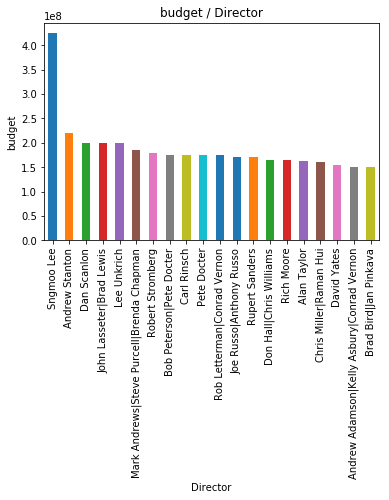 budget / Director
1e8
4.0
3.5
3.0
2.5
2.0
1.5
1.0
0.5
0.0
budget
Sngmoo Lee
Andrew Stanton
Dan Scanlon
John Lasseter|Brad Lewis
Lee Unkrich
Mark Andrews|Steve Purcell|Brenda Chapman
Robert Stromberg
Bob Peterson|Pete Docter
Carl Rinsch
Pete Docter
Rob Letterman|Conrad Vernon
Joe Russo|Anthony Russo
Rupert Sanders
Don Hall|Chris Williams
Rich Moore
Alan Taylor
Chris Miller|Raman Hui
David Yates
Andrew Adamson|Kelly Asbury|Conrad Vernon
Brad Bird|Jan Pinkava
Director